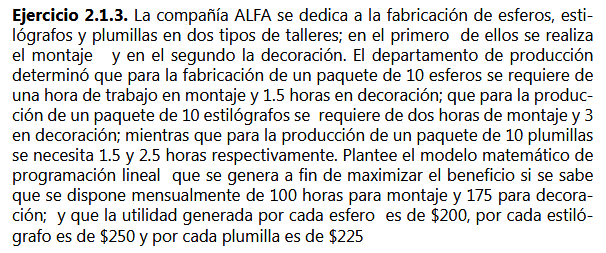 Ejercicio 2.1.3. La compañía ALFA se dedica a la fabricación de esferos, esti-
lógrafos y plumillas en dos tipos de talleres; en el primero de ellos se realiza
el montaje y en el segundo la decoración. El departamento de producción
determinó que para la fabricación de un paquete de 10 esferos se requiere de
una hora de trabajo en montaje y 1.5 horas en decoración; que para la produc-
ción de un paquete de 10 estilógrafos se requiere de dos horas de montaje y 3
en decoración; mientras que para la producción de un paquete de 10 plumillas
se necesita 1.5 y 2.5 horas respectivamente. Plantee el modelo matemático de
programación lineal que se genera a fin de maximizar el beneficio si se sabe
que se dispone mensualmente de 100 horas para montaje y 175 para decora-
ción; y que la utilidad generada por cada esfero es de $200, por cada estiló-
grafo es de $250 y por cada plumilla es de $225